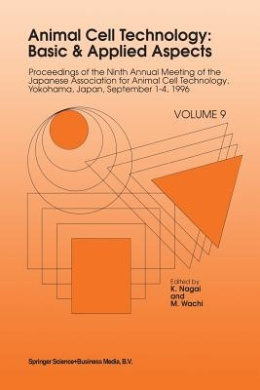 Animal Cell Technology:
Basic & Applied Aspects
Proceedings of the Ninth Annual Meeting of the
Japanese Association for Animal Cell Technology,
Yokohama, Japan, September 1-4, 1996
VOLUME 9
Edited by
K. Nagai
and
M. Wachi
Springer Science+Business Media, B.V.